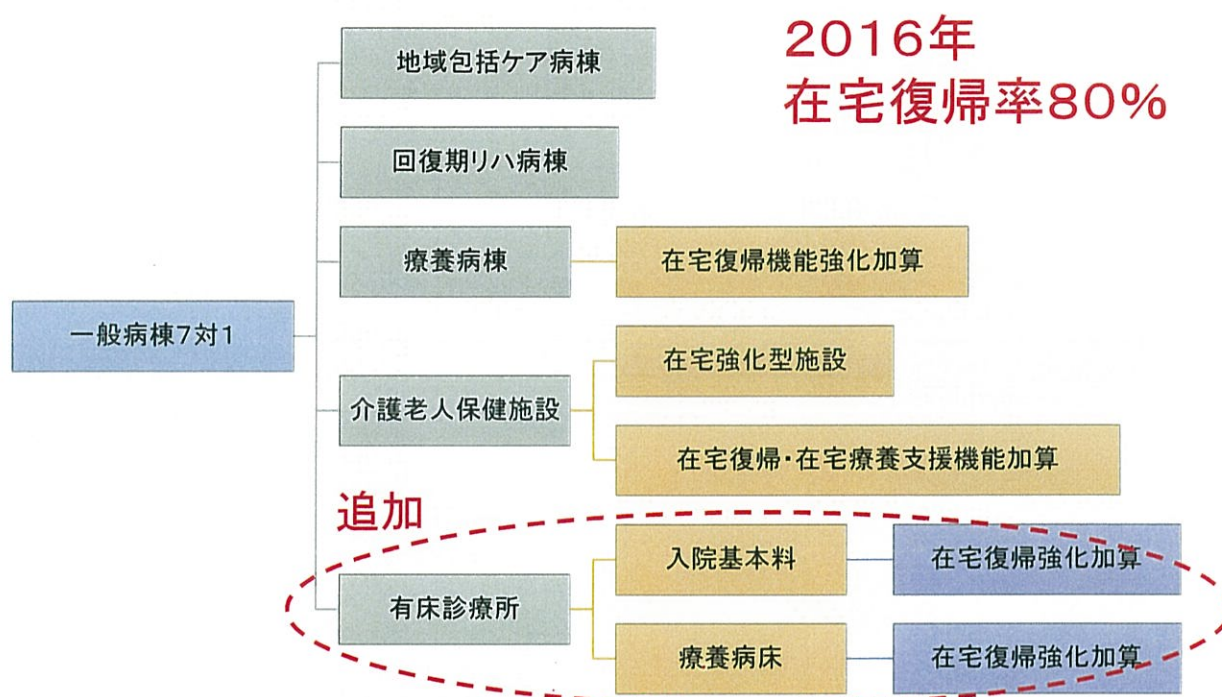 2016年
在宅復帰率80%
地域包括ケア病棟
回復期リハ病棟
療養病棟
在宅復帰機能強化加算
一般病棟7対1
在宅強化型施設
介護老人保健施設
在宅復帰・在宅療養支援機能加算
追加
入院基本料
在宅復帰強化加算
有床診療所
療養病床
在宅復帰強化加算